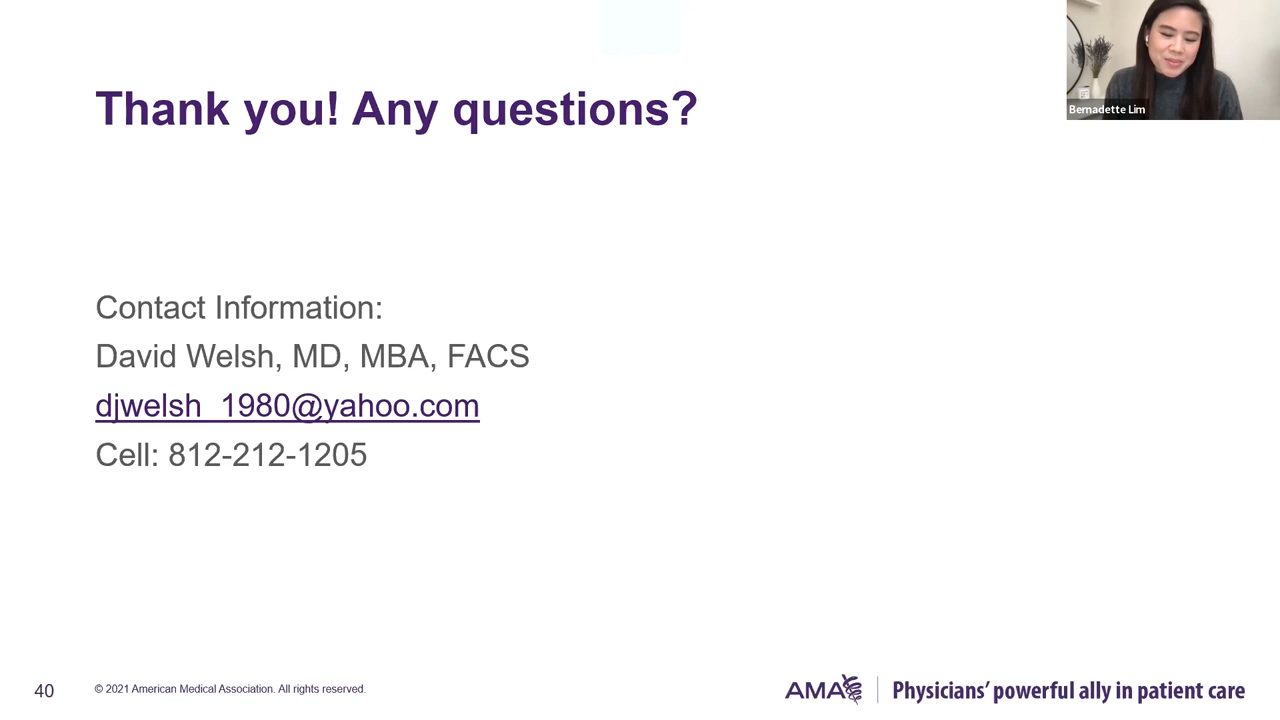 Thank you! Any questions?
Bernadette Lim
Contact Information:
David Welsh, MD, MBA, FACS
djwelsh_1980@yahoo.com
Cell: 812-212-1205
40
© 2021 American Medical Association. All rights reserved.
AMA
Physicians’ powerful ally in patient care